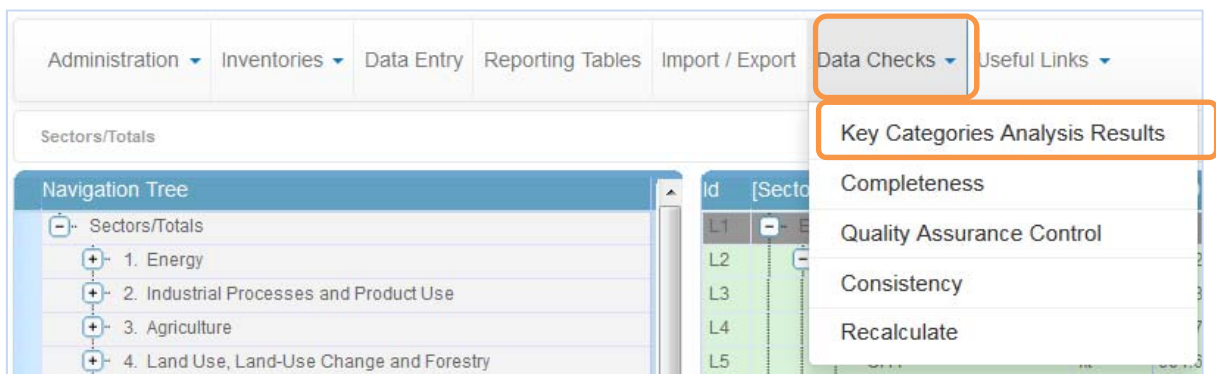 Administration Inventories Data Entry Reporting Tables Import / Export Data Checks Useful Links
Sectors/Totals
Key Categories Analysis Results
Completeness
Quality Assurance Control
Consistency
Recalculate
Navigation Tree
Sectors/Totals
1. Energy
2. Industrial Processes and Product Use
3. Agriculture
4. Land Use, Land-Use Change and Forestry
Id [Secto
L1 E
L2 2
L3
L4
L5